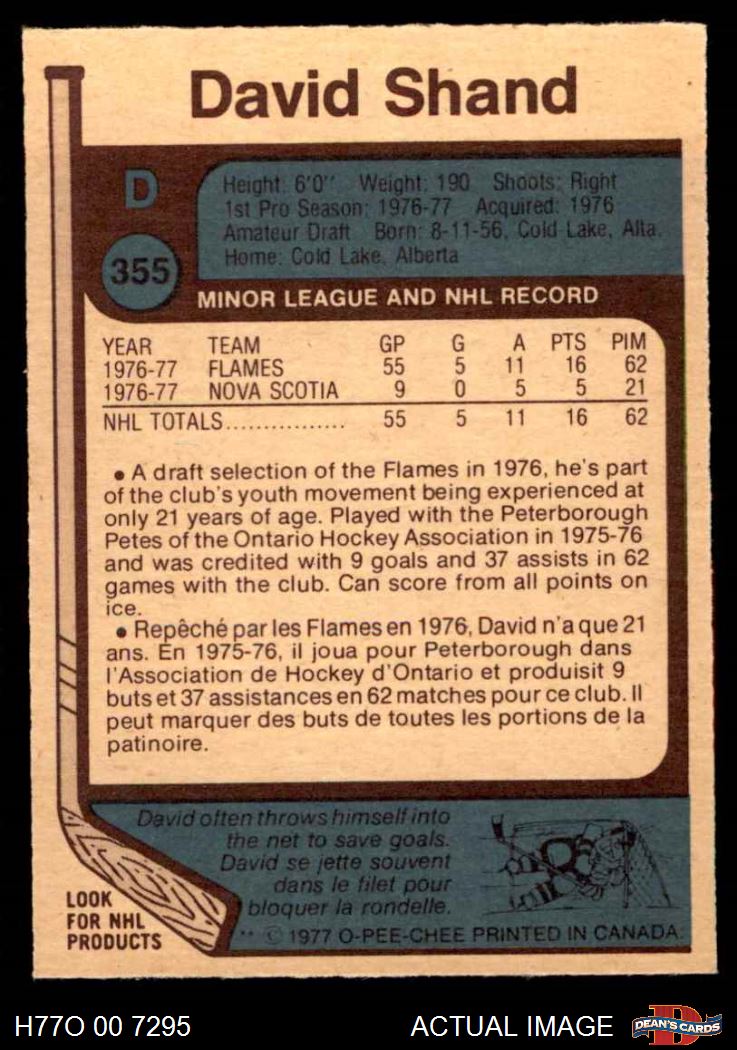 David Shand
D
Height: 6'0'' Weight: 190 Shoots: Right
1st Pro Season: 1976-77 Acquired: 1976
Amateur Draft Born: 8-11-56, Cold Lake, Alta.
Home: Cold Lake, Alberta
355
MINOR LEAGUE AND NHL RECORD
YEAR TEAM GP G A PTS PIM
1976-77 FLAMES 55 5 11 16 62
1976-77 NOVA SCOTIA 9 0 5 5 21
NHL TOTALS................ 55 5 11 16 62
• A draft selection of the Flames in 1976, he's part
of the club's youth movement being experienced at
only 21 years of age. Played with the Peterborough
Petes of the Ontario Hockey Association in 1975-76
and was credited with 9 goals and 37 assists in 62
games with the club. Can score from all points on
ice.
• Repêché par les Flames en 1976, David n'a que 21
ans. En 1975-76, il joua pour Peterborough dans
l'Association de Hockey d'Ontario et produisit 9
buts et 37 assistances en 62 matches pour ce club. Il
peut marquer des buts de toutes les portions de la
patinoire.
David often throws himself into
the net to save goals.
David se jette souvent
dans le filet pour
bloquer la rondelle.
LOOK
FOR NHL
PRODUCTS
** © 1977 O-PEE-CHEE PRINTED IN CANADA.
H77O 00 7295 ACTUAL IMAGE
DEAN'S CARDS